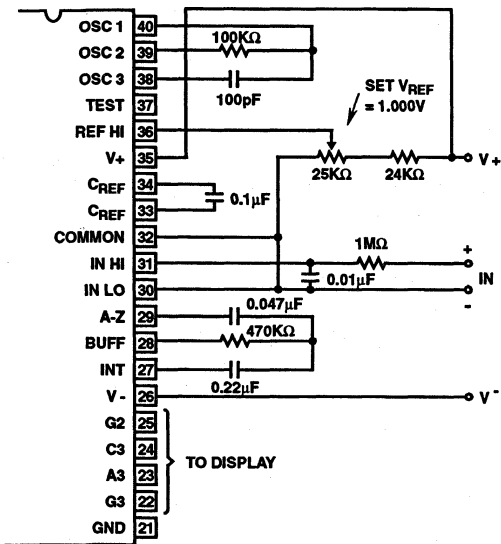 OSC 1 40
100KΩ
OSC 2 39
OSC 3 38
100pF
TEST 37
SET VREF
= 1.000V
REF HI 36
V+ 35
V+
25KΩ 24KΩ
CREF 34
0.1µF
CREF 33
COMMON 32
1MΩ
+
IN HI 31
0.01µF
IN
IN LO 30
-
0.047µF
A-Z 29
470KΩ
BUFF 28
INT 27
0.22µF
V - 26
V-
G2 25
C3 24
TO DISPLAY
A3 23
G3 22
GND 21